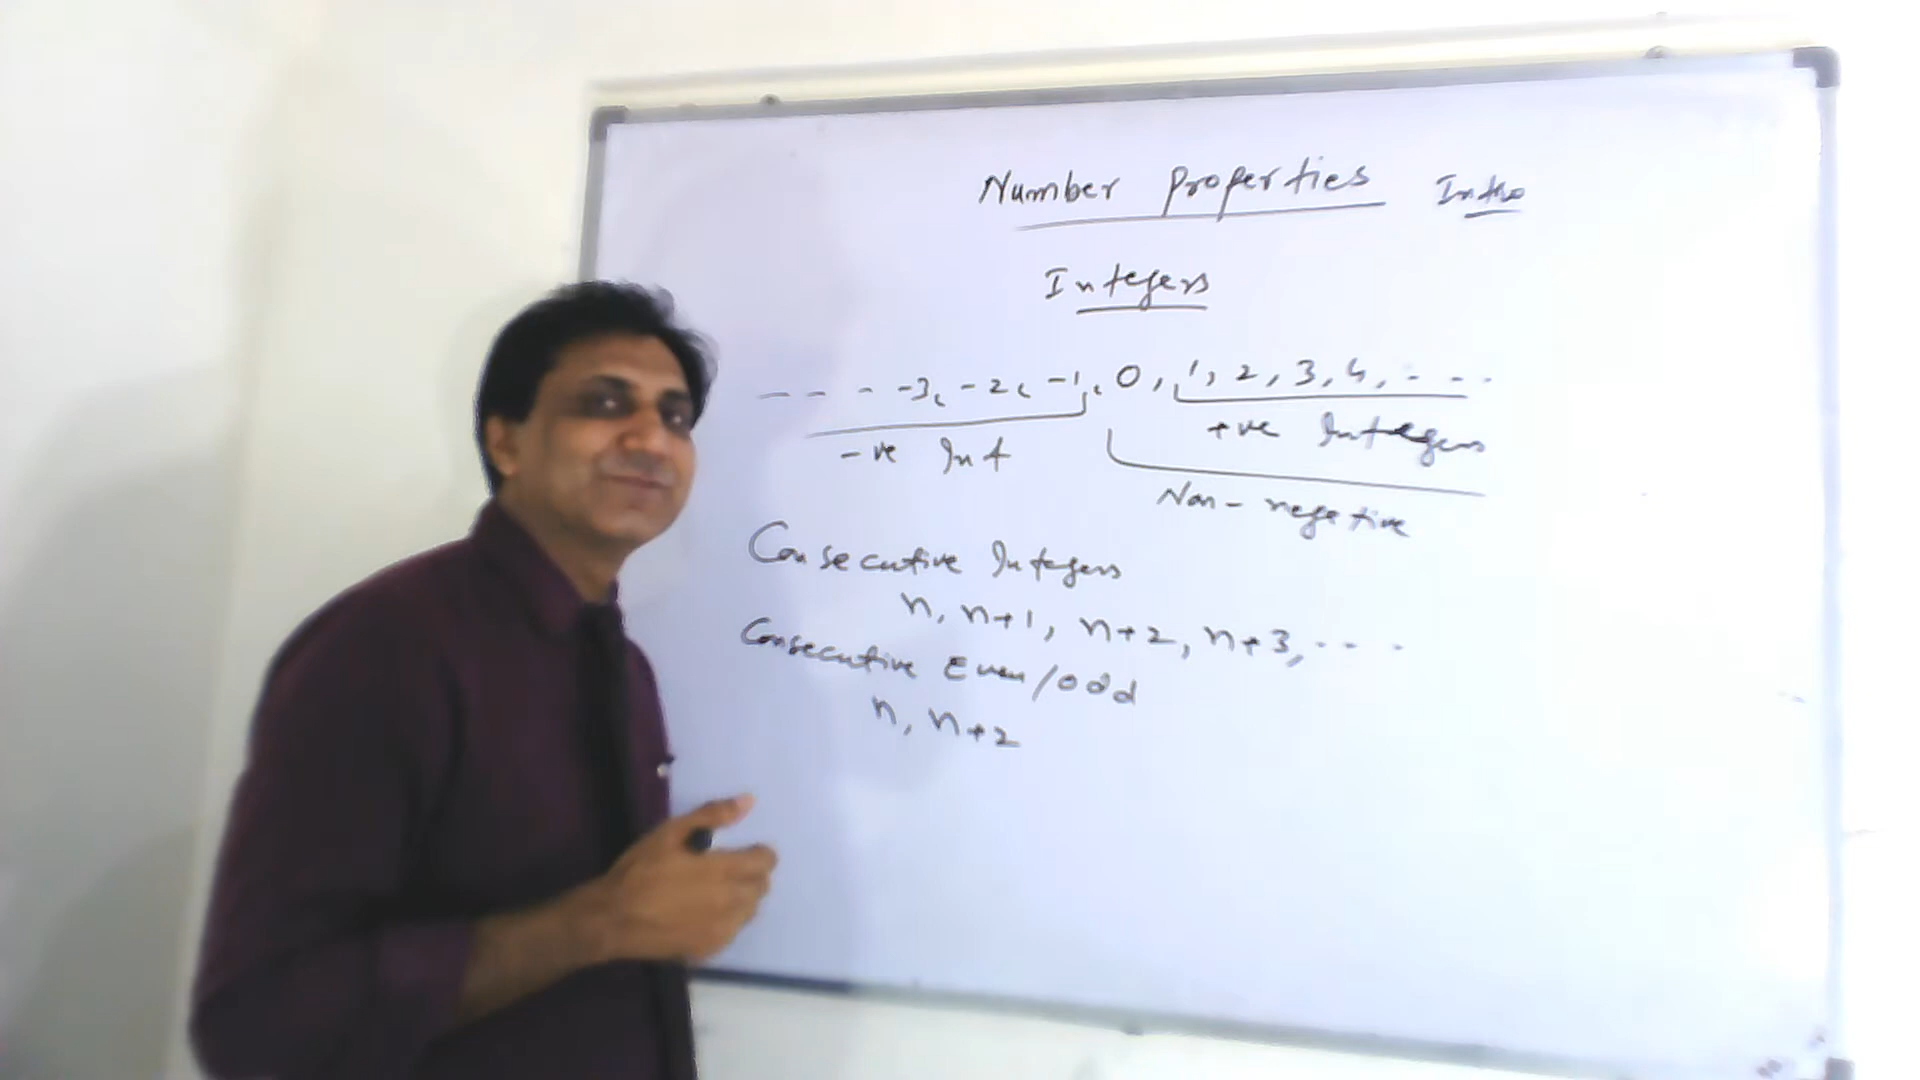 Number Properties Intro
Integers
- - - -3, -2, -1, 0, 1, 2, 3, 4, - - -
-ve Int
+ve Integers
Non-negative
Consecutive Integers
n, n+1, n+2, n+3, - - -
Consecutive Even/odd
n, n+2